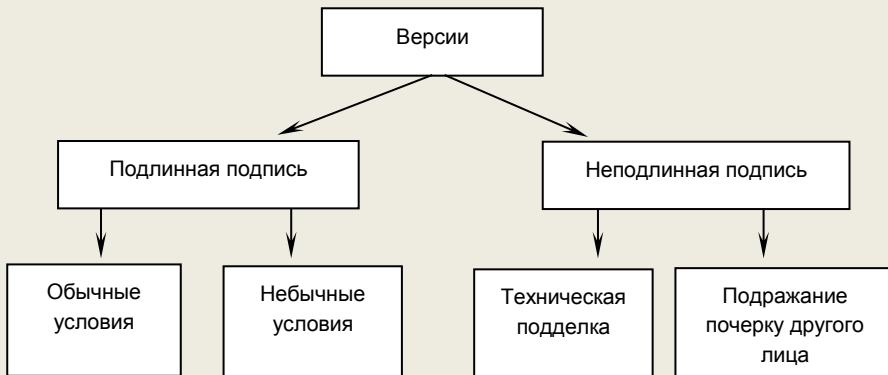 Версии
Подлинная подпись
Неподлинная подпись
Обычные
условия
Небычные
условия
Техническая
подделка
Подражание
почерку другого
лица